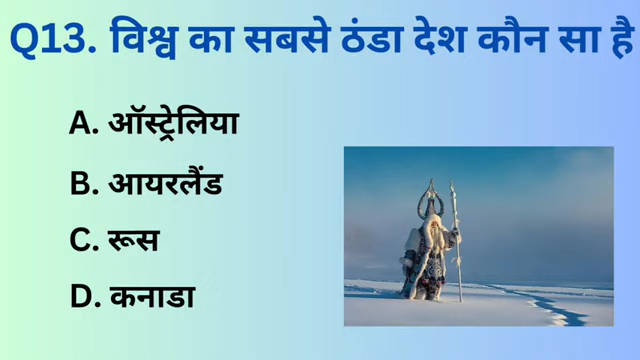 Q13. विश्व का सबसे ठंडा देश कौन सा है
A. ऑस्ट्रेलिया
B. आयरलैंड
C. रूस
D. कनाडा